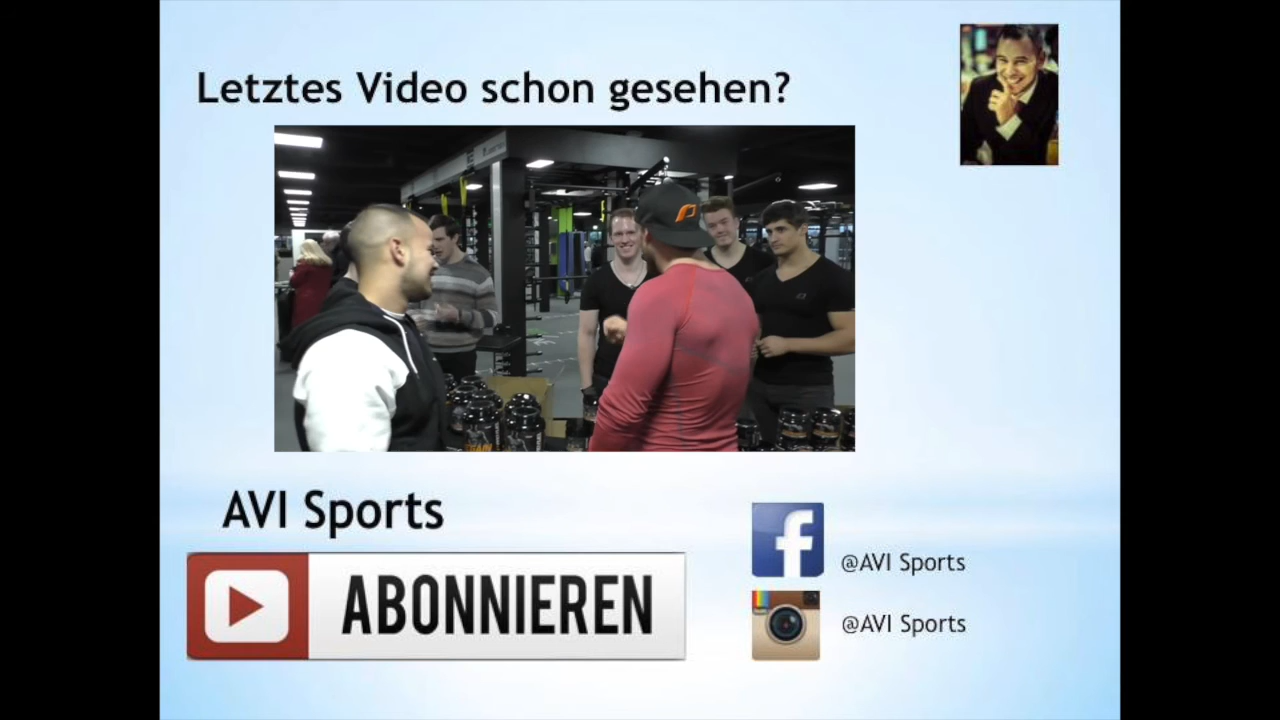 Letztes Video schon gesehen?
AVI Sports
ABONNIEREN
@AVI Sports
@AVI Sports